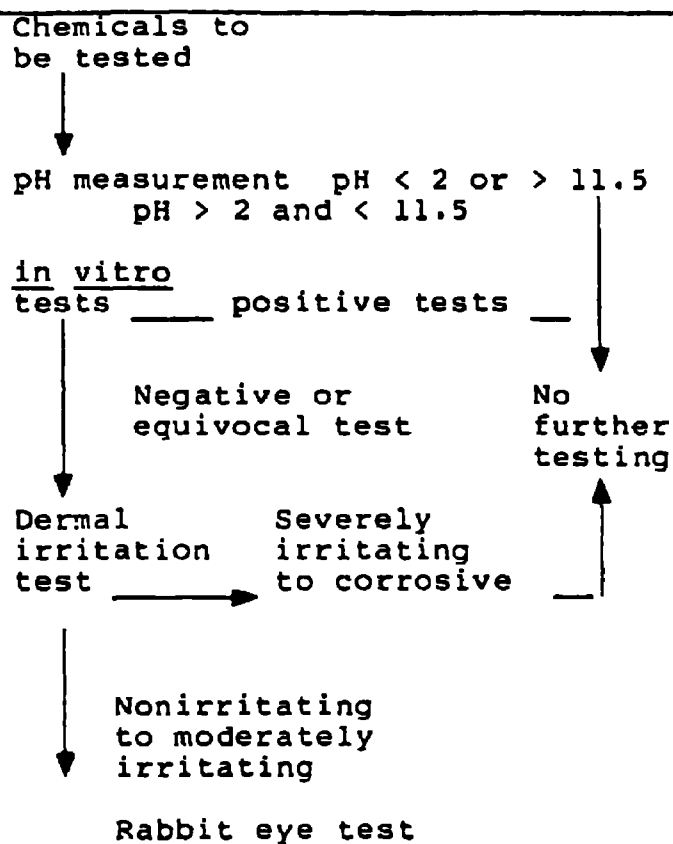 Chemicals to
be tested
pH measurement pH < 2 or > 11.5
pH > 2 and < 11.5
in vitro
tests positive tests
Negative or
equivocal test
No
further
testing
Dermal
irritation
test
Severely
irritating
to corrosive
Nonirritating
to moderately
irritating
Rabbit eye test